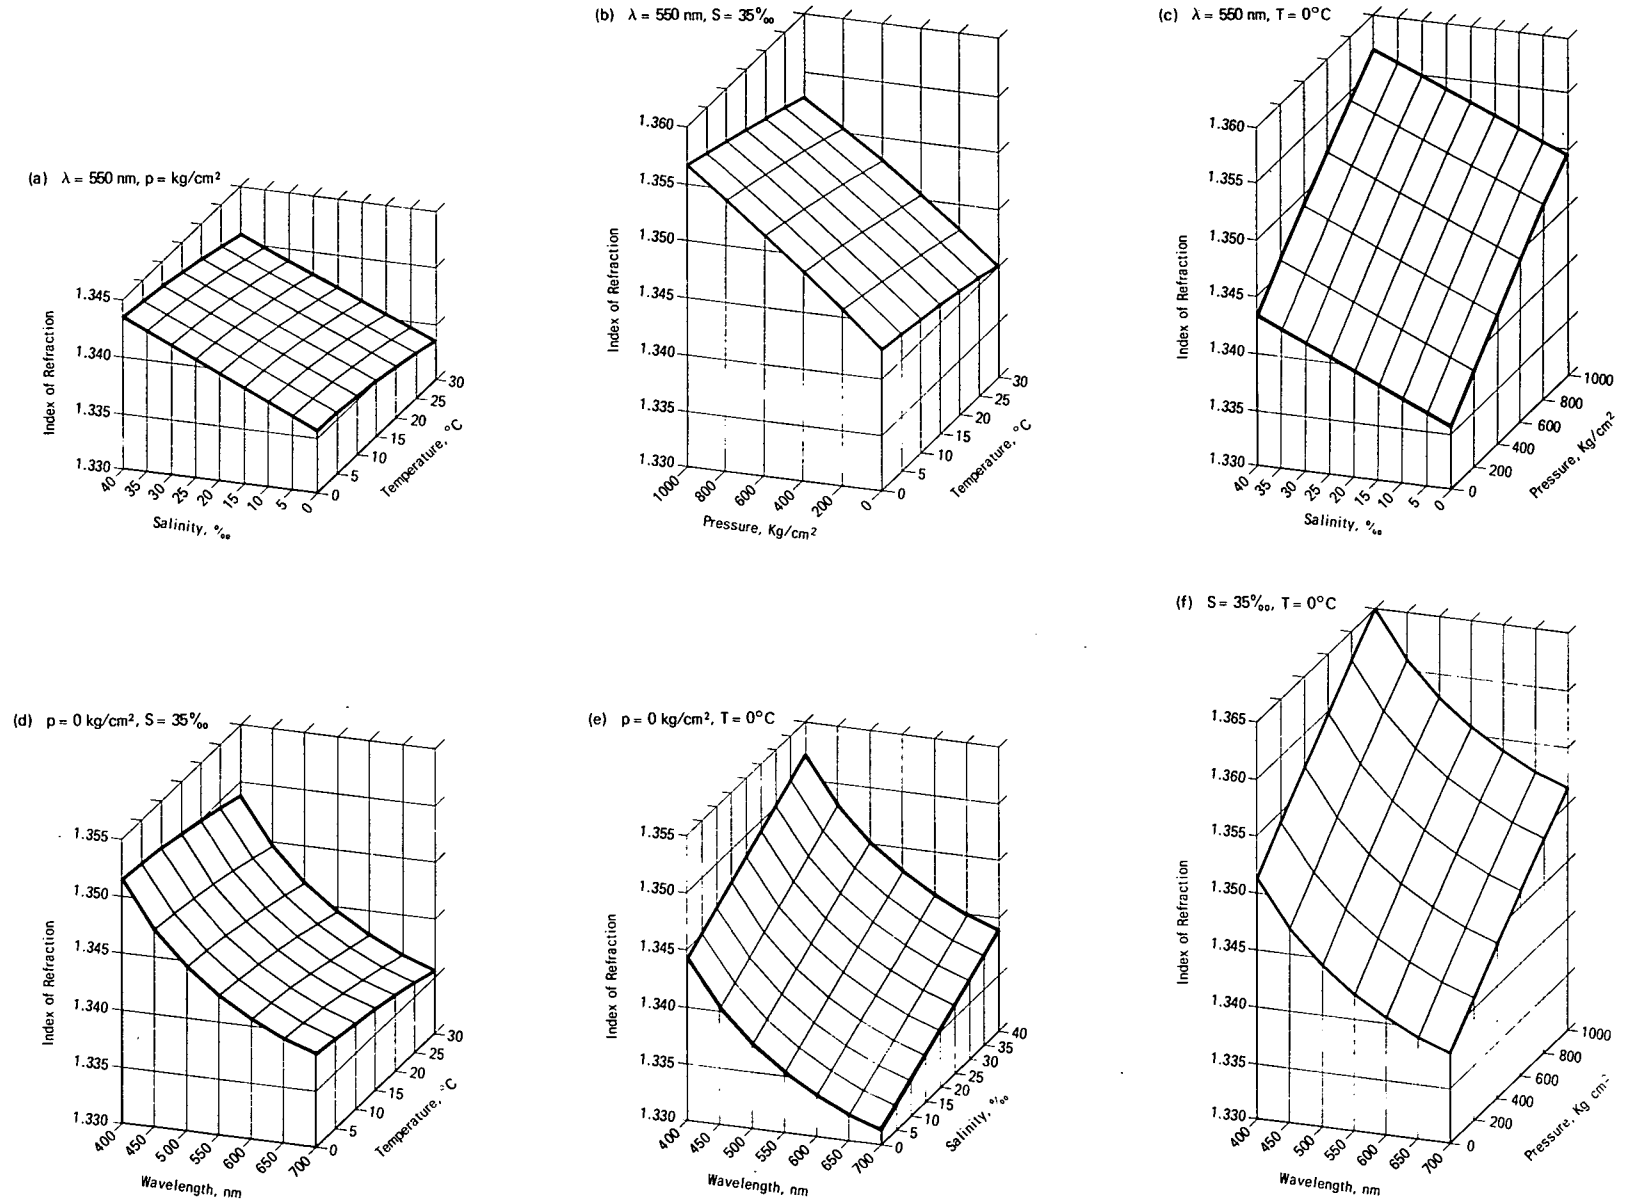 (a) λ = 550 nm, p = kg/cm²
Index of Refraction
1.345
1.340
1.335
1.330
40 35 30 25 20 15 10 5 0
Salinity, ‰
0 5 10 15 20 25 30
Temperature, °C
(b) λ = 550 nm, S = 35‰
Index of Refraction
1.360
1.355
1.350
1.345
1.340
1.335
1.330
1000 800 600 400 200 0
Pressure, Kg/cm²
0 5 10 15 20 25 30
Temperature, °C
(c) λ = 550 nm, T = 0°C
Index of Refraction
1.360
1.355
1.350
1.345
1.340
1.335
1.330
40 35 30 25 20 15 10 5 0
Salinity, ‰
0 200 400 600 800 1000
Pressure, Kg/cm²
(d) p = 0 kg/cm², S = 35‰
Index of Refraction
1.355
1.350
1.345
1.340
1.335
1.330
400 450 500 550 600 650 700
Wavelength, nm
0 5 10 15 20 25 30
Temperature, °C
(e) p = 0 kg/cm², T = 0°C
Index of Refraction
1.355
1.350
1.345
1.340
1.335
1.330
400 450 500 550 600 650 700
Wavelength, nm
0 5 10 15 20 25 30 35 40
Salinity, ‰
(f) S = 35‰, T = 0°C
Index of Refraction
1.365
1.360
1.355
1.350
1.345
1.340
1.335
1.330
400 450 500 550 600 650 700
Wavelength, nm
0 200 400 600 800 1000
Pressure, Kg cm⁻²